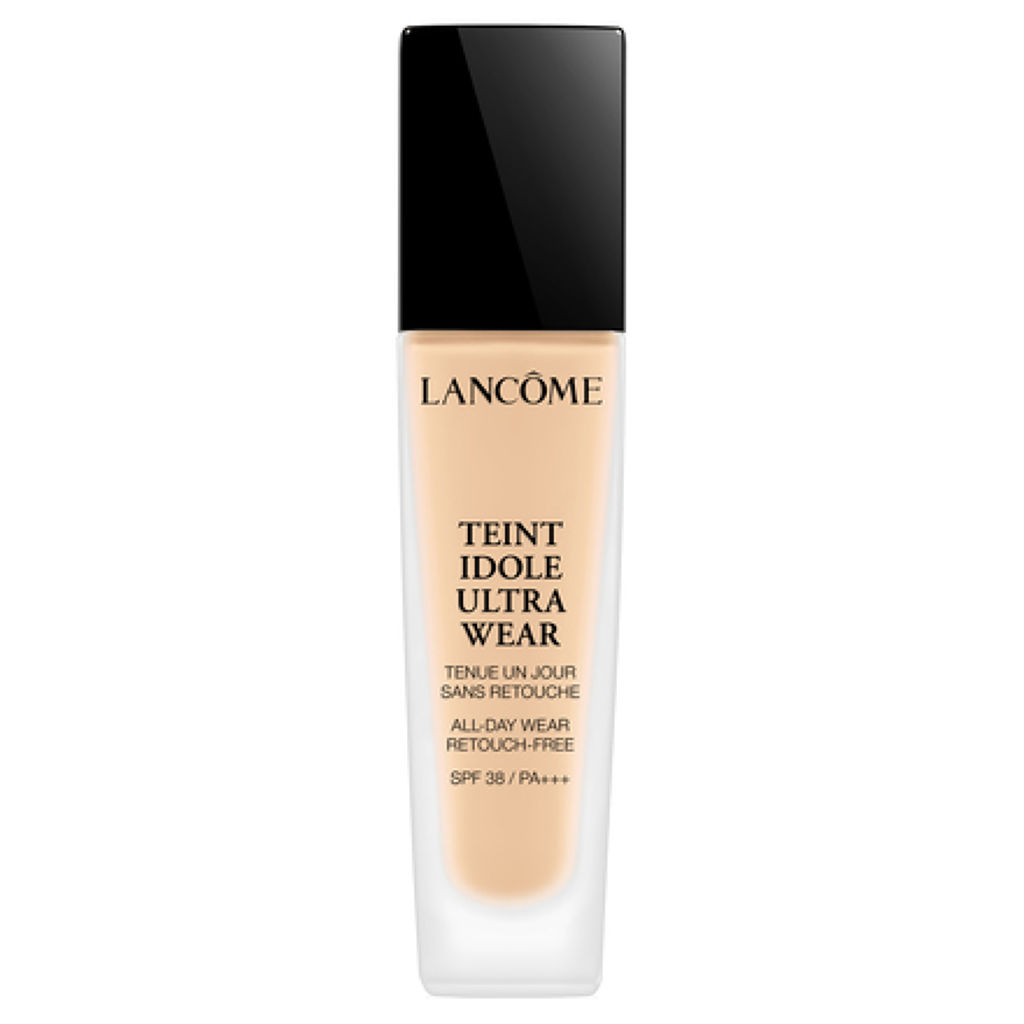 LANCÔME
TEINT
IDOLE
ULTRA
WEAR
TENUE UN JOUR
SANS RETOUCHE
ALL-DAY WEAR
RETOUCH-FREE
SPF 38 / PA+++